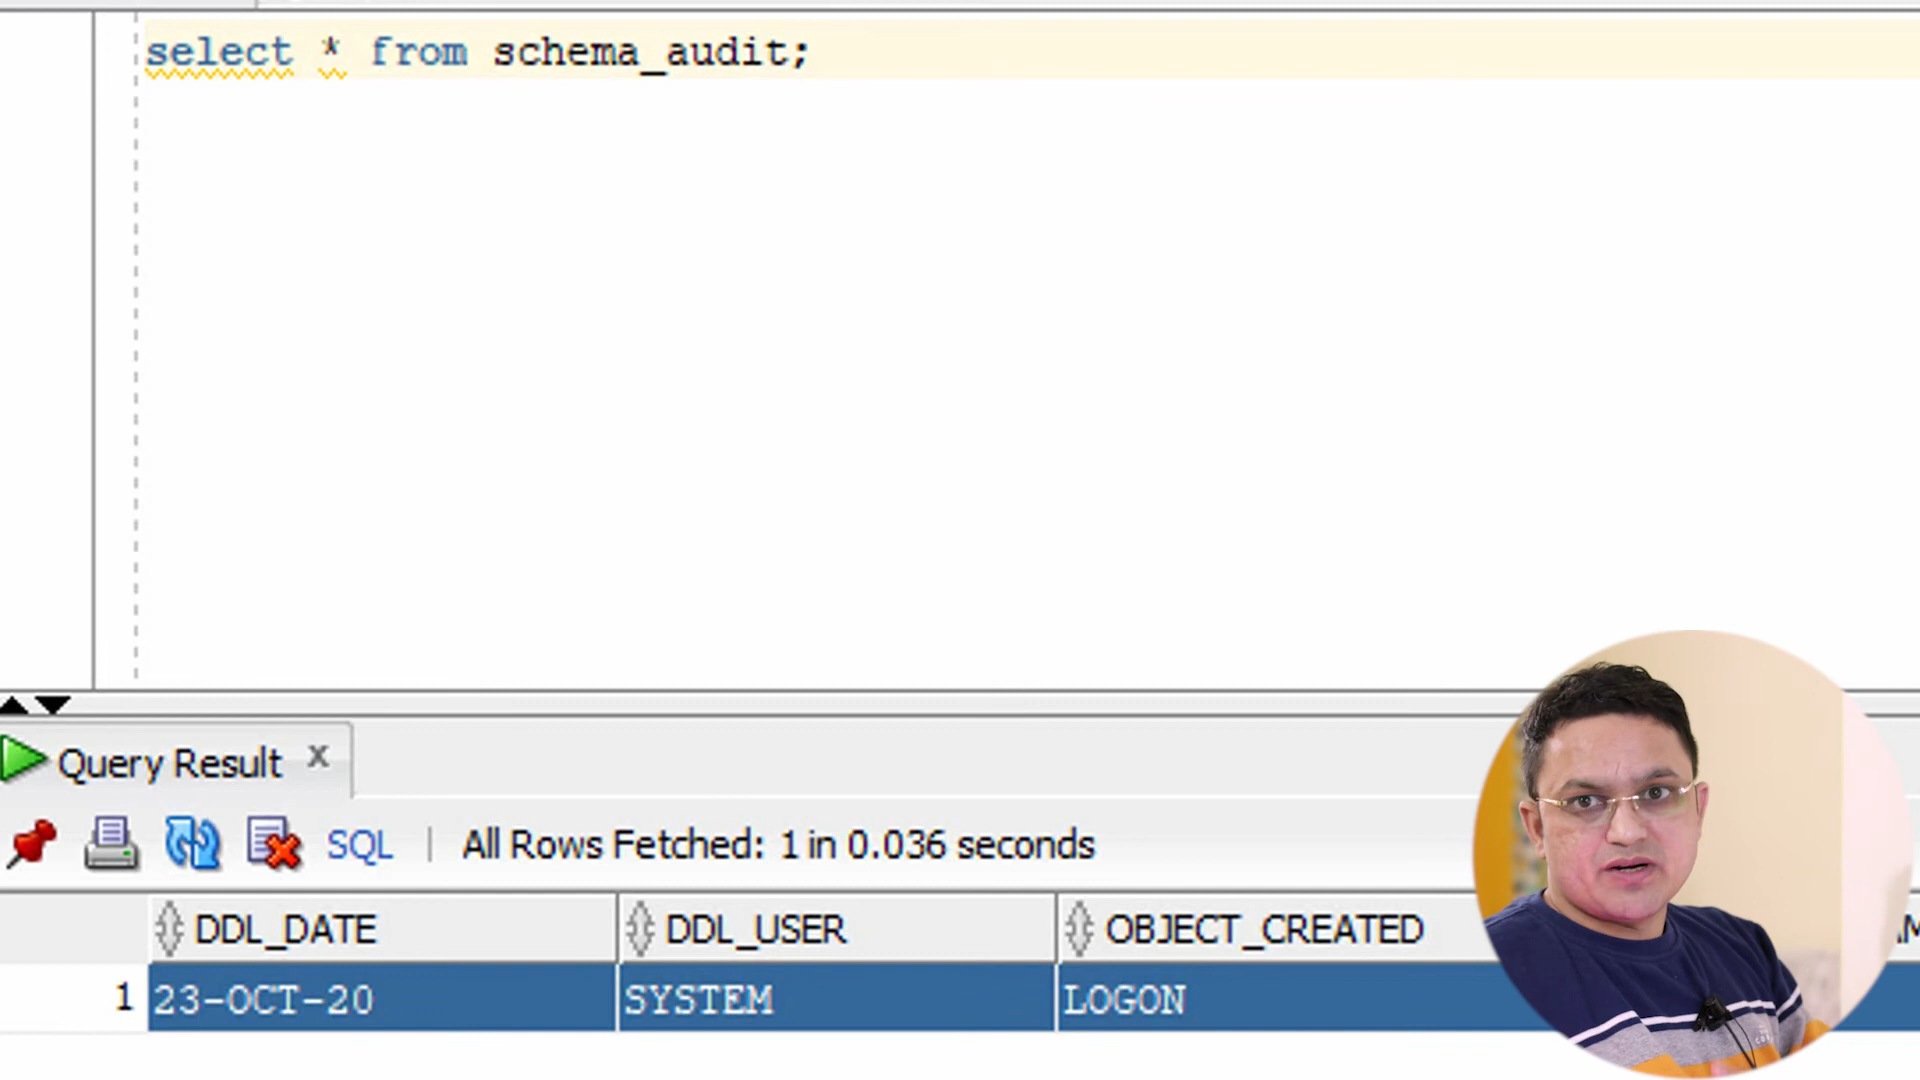 select * from schema_audit;
Query Result x
SQL | All Rows Fetched: 1 in 0.036 seconds
DDL_DATE DDL_USER OBJECT_CREATED
1 23-OCT-20 SYSTEM LOGON